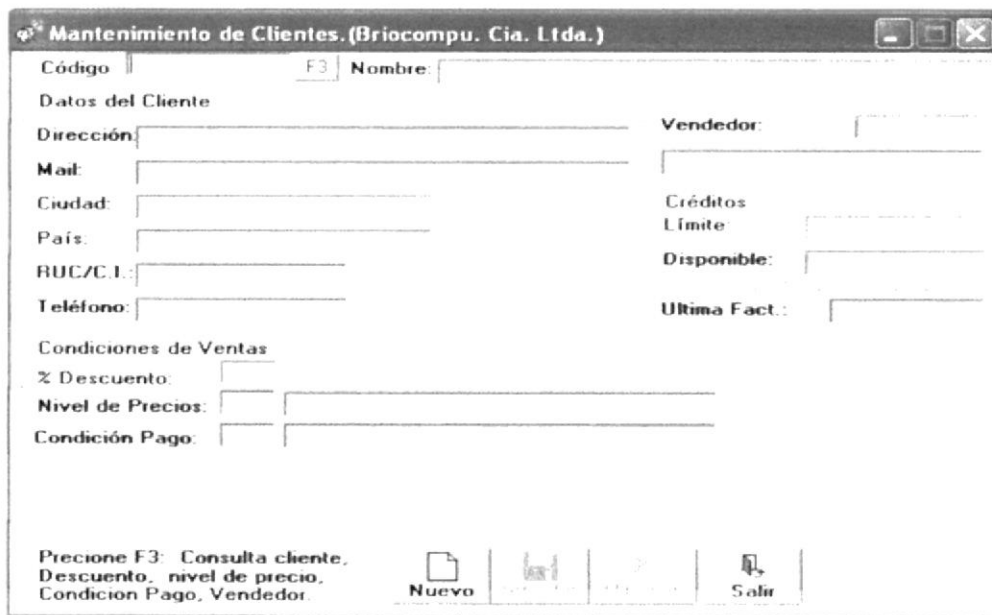 Mantenimiento de Clientes.(Briocompu. Cia. Ltda.)
Código F3 Nombre:
Datos del Cliente
Dirección: Vendedor:
Mail:
Ciudad: Créditos
Límite:
País:
Disponible:
RUC/C.I.:
Teléfono: Ultima Fact.:
Condiciones de Ventas
% Descuento:
Nivel de Precios:
Condición Pago:
Precione F3: Consulta cliente,
Descuento, nivel de precio,
Condicion Pago, Vendedor.
Nuevo Salir